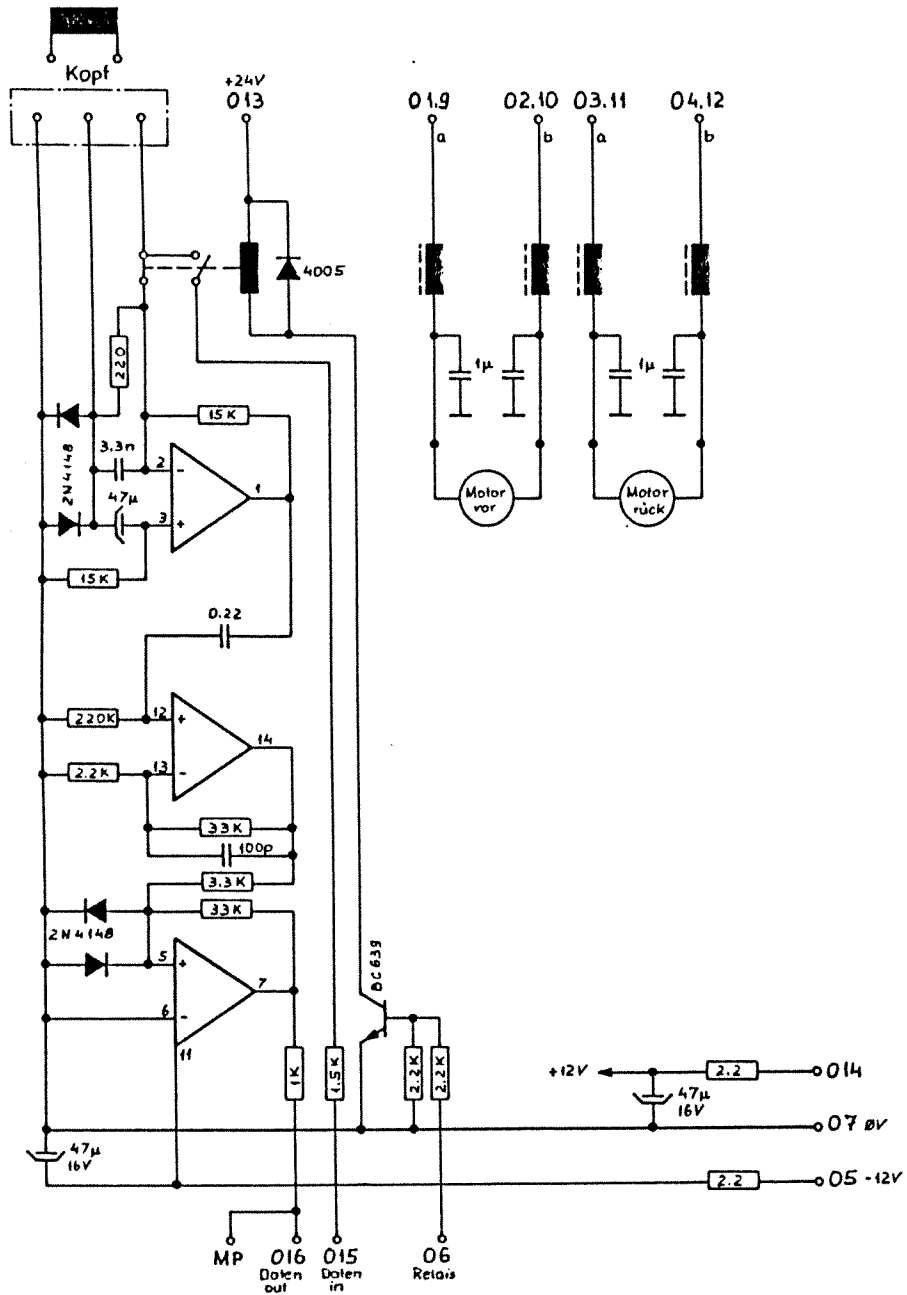 Kopf
+24V
013
01.9
02.10
03.11
04.12
a
b
a
b
4005
220
1µ
1µ
15K
3.3n
2N4148
47µ
2
-
1
3
+
15K
Motor
vor
Motor
rück
0.22
220K
12
+
14
2.2K
13
-
33K
100p
3.3K
33K
2N4148
5
+
7
6
-
11
BC639
1K
1.5K
2.2K
2.2K
+12V
2.2
014
47µ
16V
07 0V
47µ
16V
2.2
05 -12V
MP
016
015
06
Daten
out
Daten
in
Relais